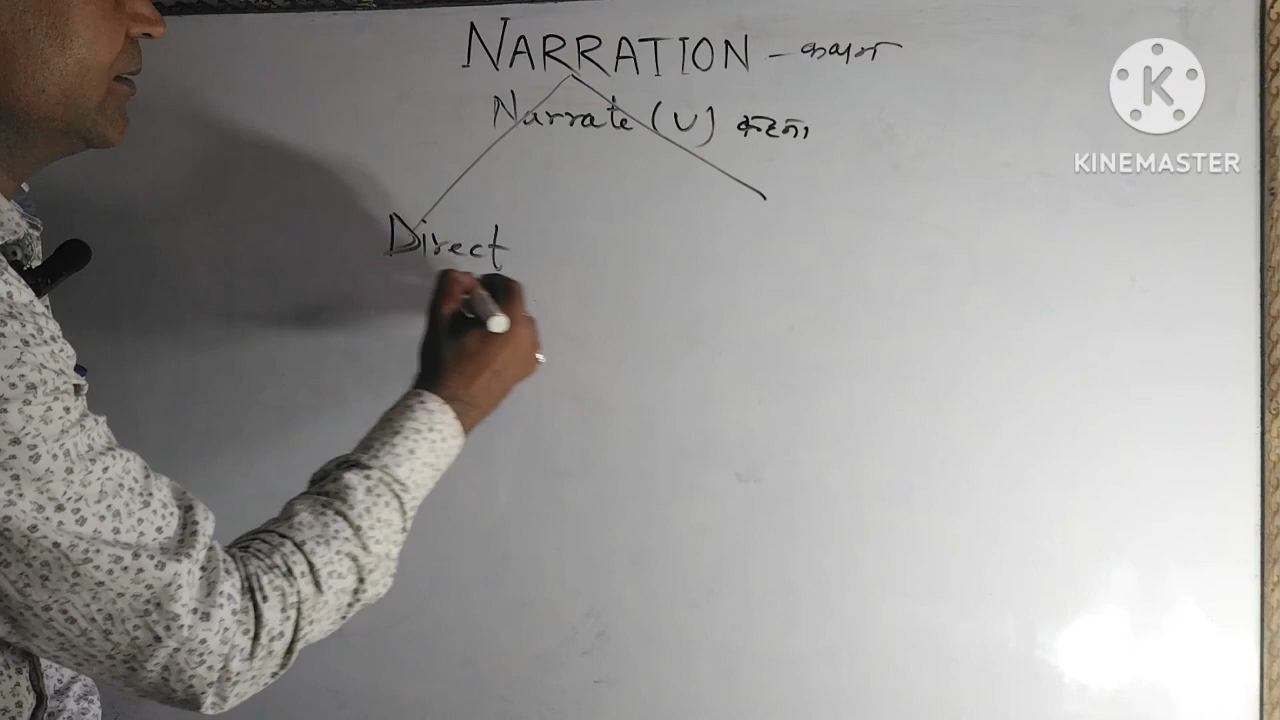 NARRATION - कथन
Narrate (V) कहना
Direct
KINEMASTER